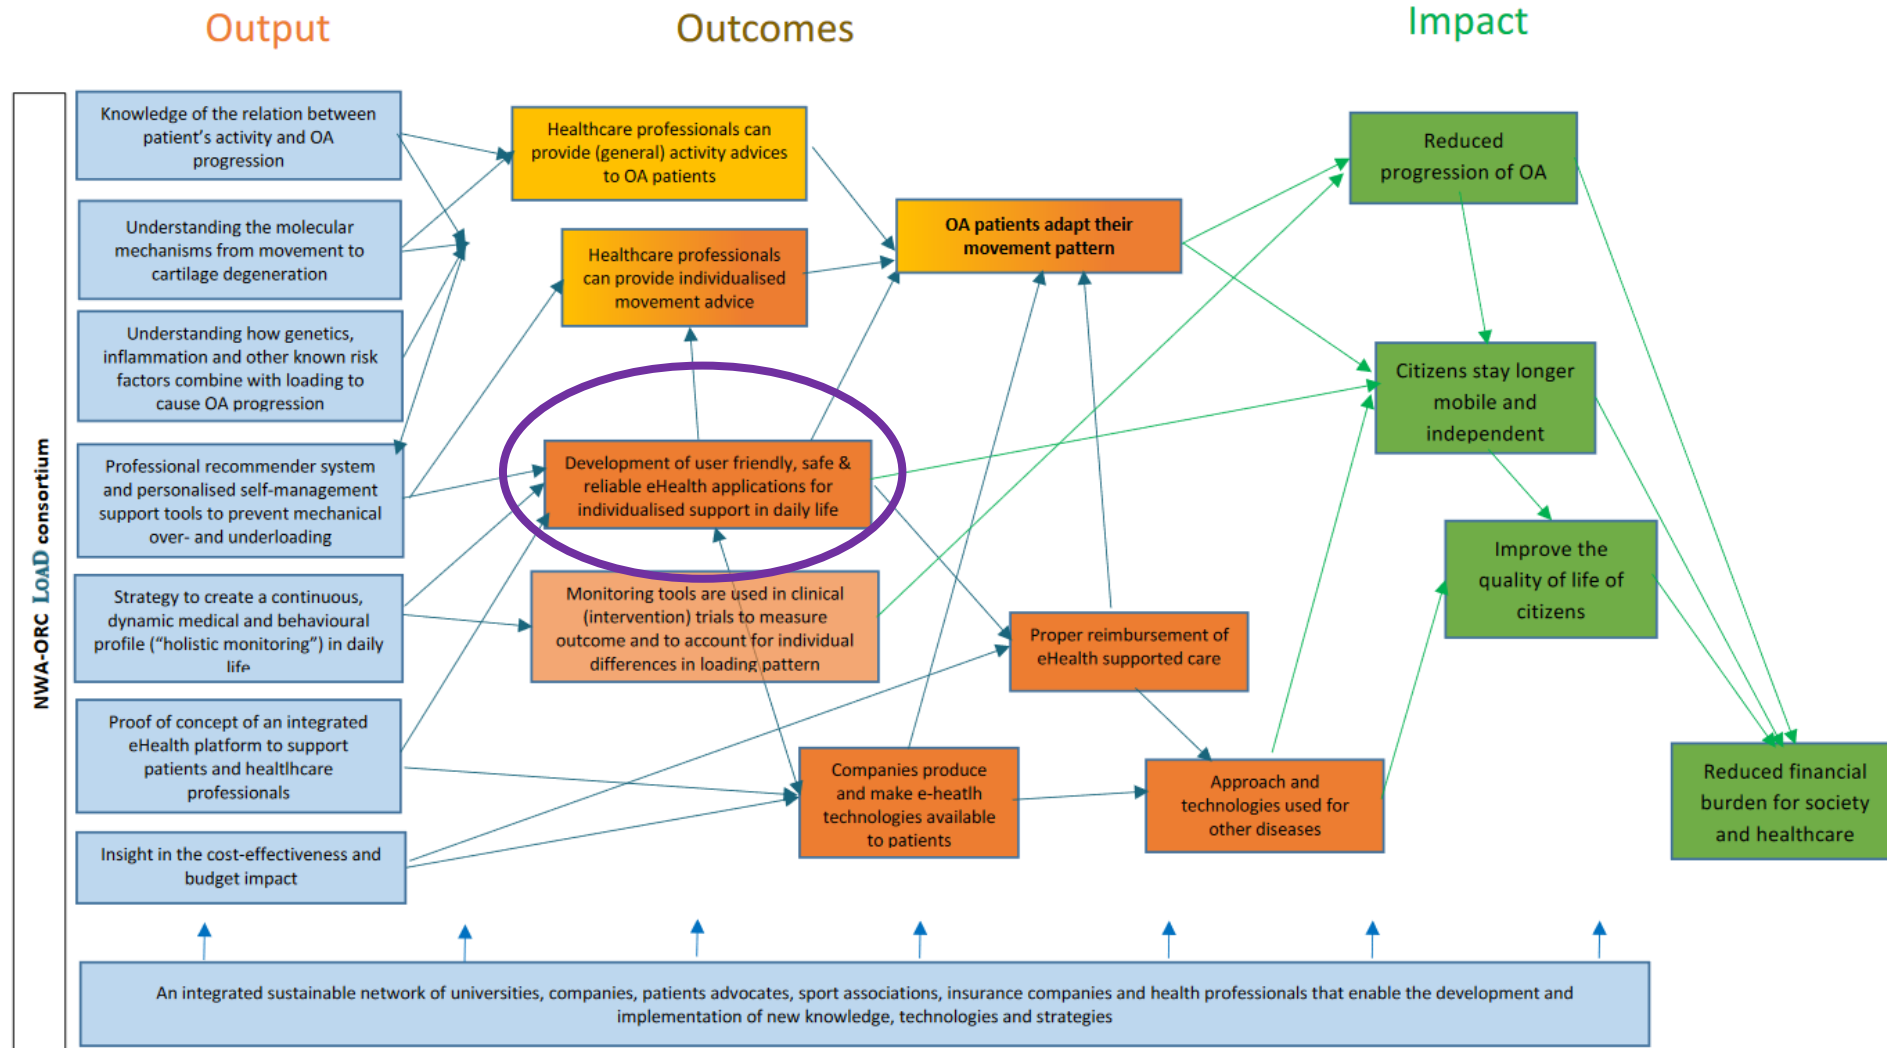 Output
Outcomes
Impact
NWA-ORC LOAD consortium
Knowledge of the relation between
patient's activity and OA
progression
Understanding the molecular
mechanisms from movement to
cartilage degeneration
Understanding how genetics,
inflammation and other known risk
factors combine with loading to
cause OA progression
Professional recommender system
and personalised self-management
support tools to prevent mechanical
over- and underloading
Strategy to create a continuous,
dynamic medical and behavioural
profile ("holistic monitoring") in daily
life
Proof of concept of an integrated
eHealth platform to support
patients and healtlhcare
professionals
Insight in the cost-effectiveness and
budget impact
Healthcare professionals can
provide (general) activity advices
to OA patients
Healthcare professionals
can provide individualised
movement advice
Development of user friendly, safe &
reliable eHealth applications for
individualised support in daily life
Monitoring tools are used in clinical
(intervention) trials to measure
outcome and to account for individual
differences in loading pattern
OA patients adapt their
movement pattern
Proper reimbursement of
eHealth supported care
Companies produce
and make e-heatlh
technologies available
to patients
Approach and
technologies used for
other diseases
Reduced
progression of OA
Citizens stay longer
mobile and
independent
Improve the
quality of life of
citizens
Reduced financial
burden for society
and healthcare
An integrated sustainable network of universities, companies, patients advocates, sport associations, insurance companies and health professionals that enable the development and
implementation of new knowledge, technologies and strategies